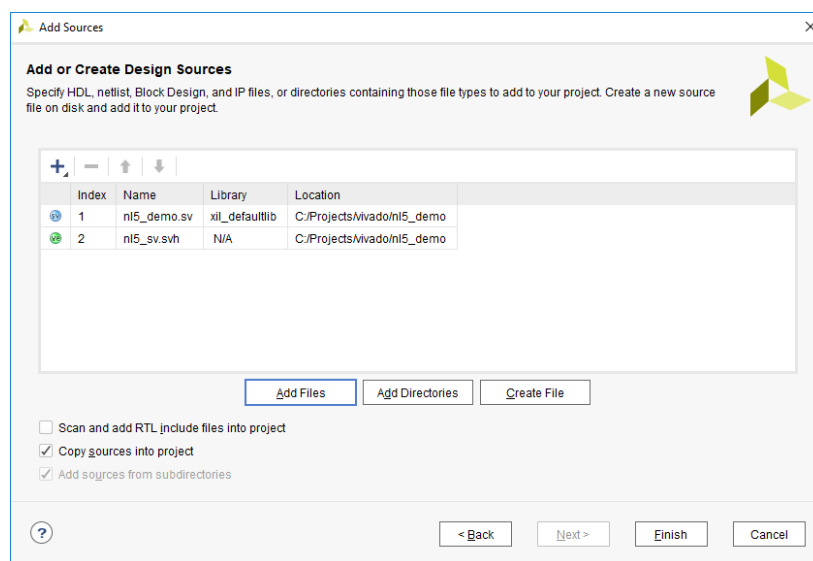 Add Sources
Add or Create Design Sources
Specify HDL, netlist, Block Design, and IP files, or directories containing those file types to add to your project. Create a new source
file on disk and add it to your project.
Index Name Library Location
1 nl5_demo.sv xil_defaultlib C:/Projects/vivado/nl5_demo
2 nl5_sv.svh N/A C:/Projects/vivado/nl5_demo
Add Files Add Directories Create File
Scan and add RTL include files into project
Copy sources into project
Add sources from subdirectories
? < Back Next > Finish Cancel